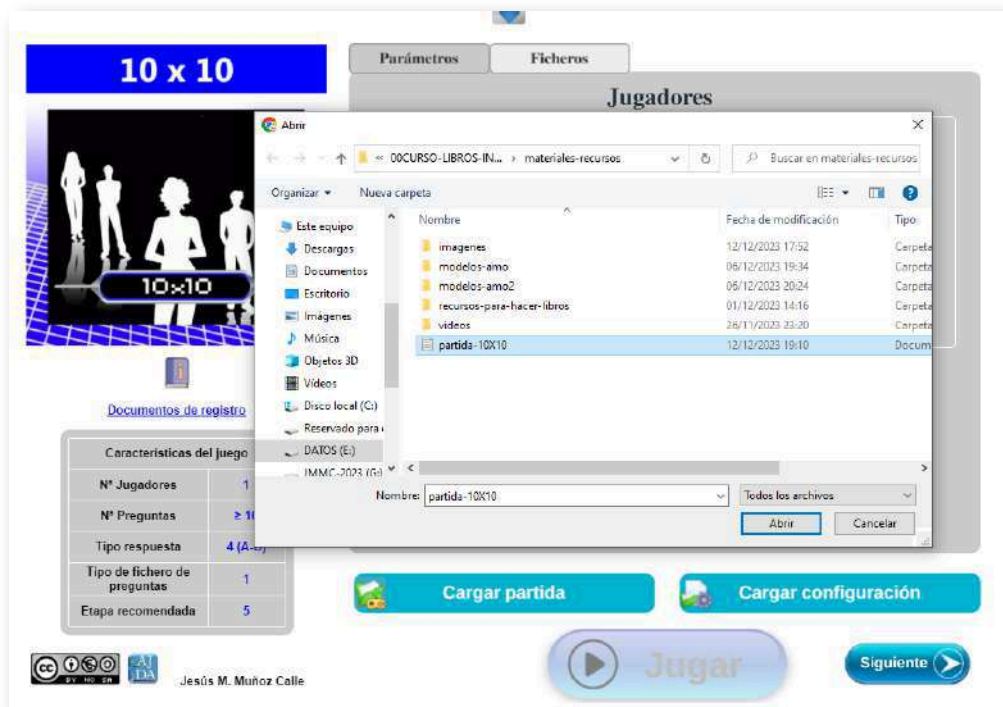 10 x 10
Parámetros
Ficheros
Jugadores
10x10
Documentos de registro
Características del juego
Nº Jugadores 1
Nº Preguntas
Tipo respuesta
Tipo de fichero de preguntas 1
Etapa recomendada 5
Jesús M. Muñoz Calle
Abrir
« 00CURSO-LIBROS-IN... › materiales-recursos
Buscar en materiales-recursos
Organizar
Nueva carpeta
Este equipo
Descargas
Documentos
Escritorio
Imágenes
Música
Objetos 3D
Vídeos
Disco local (C:)
Reservado para
DATOS (E:)
Nombre Fecha de modificación Tipo
imagenes 12/12/2023 17:52 Carpeta
modelos-amo 06/12/2023 19:34 Carpeta
modelos-amo2 06/12/2023 20:24 Carpeta
recursos-para-hacer-libros 01/12/2023 14:16 Carpeta
videos 26/11/2023 23:20 Carpeta
partida-10X10 12/12/2023 19:10 Docum
Nombre: partida-10X10
Todos los archivos
Abrir
Cancelar
Cargar partida
Cargar configuración
Jugar
Siguiente